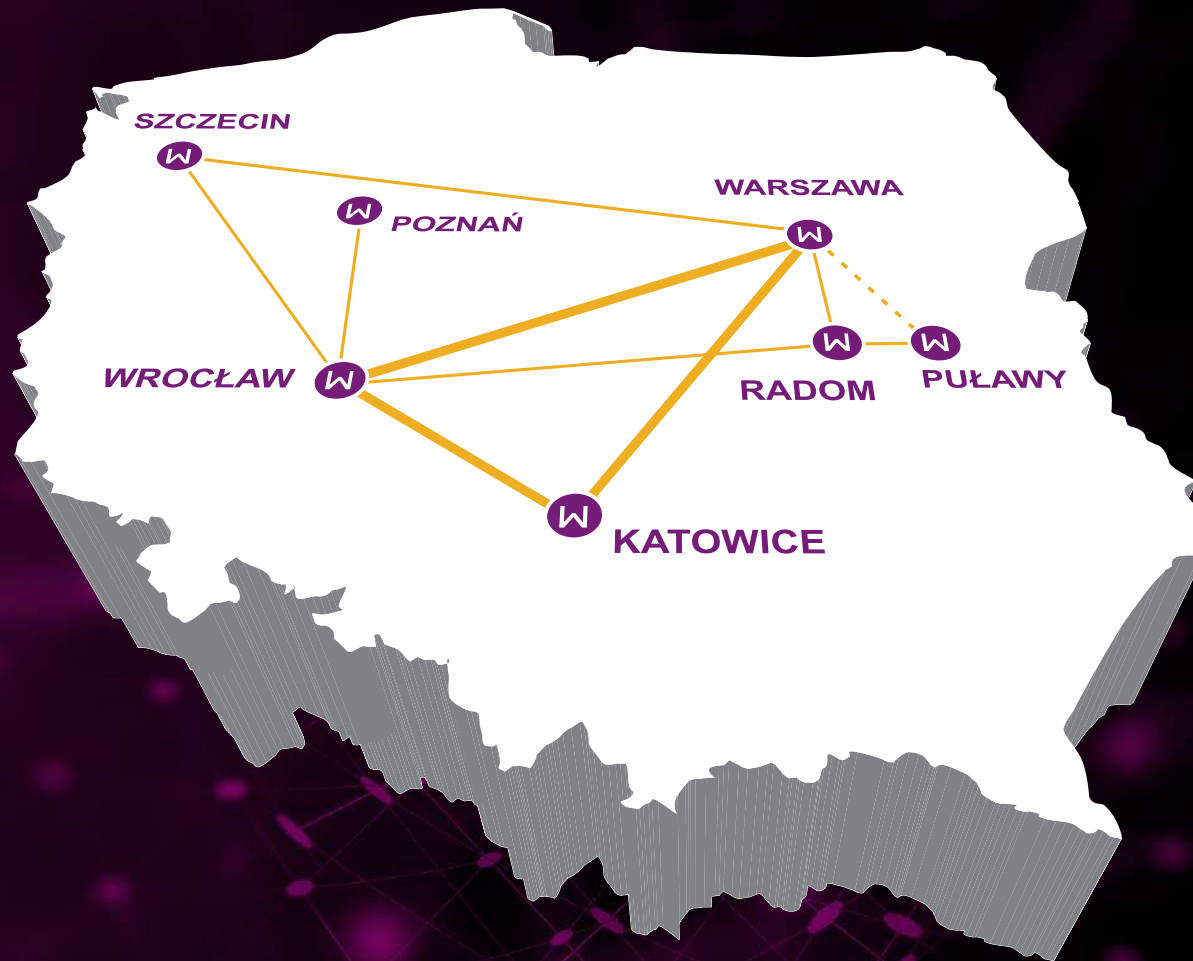 SZCZECIN
WARSZAWA
POZNAŃ
WROCŁAW
PUŁAWY
RADOM
KATOWICE